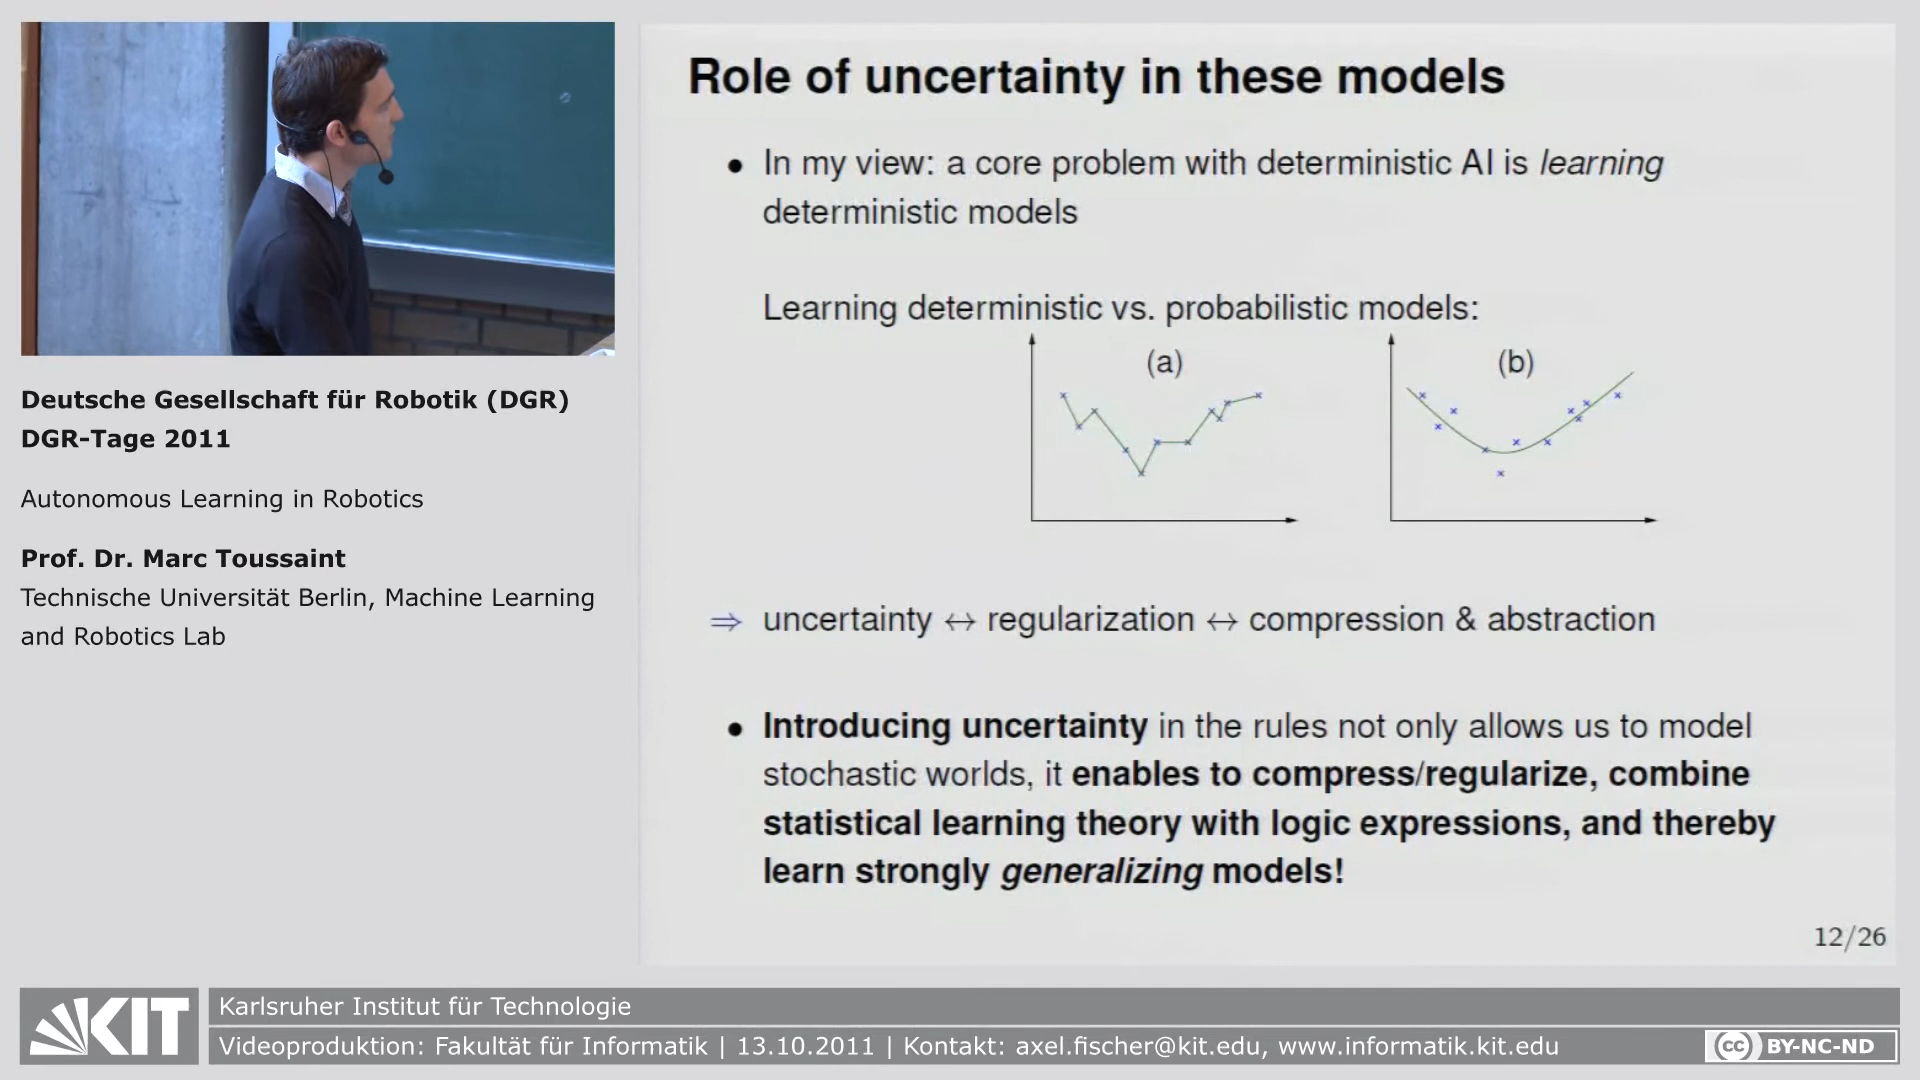 Role of uncertainty in these models
• In my view: a core problem with deterministic AI is learning
deterministic models
Learning deterministic vs. probabilistic models:
(a)
(b)
⇒ uncertainty ↔ regularization ↔ compression & abstraction
• Introducing uncertainty in the rules not only allows us to model
stochastic worlds, it enables to compress/regularize, combine
statistical learning theory with logic expressions, and thereby
learn strongly generalizing models!
12/26
Deutsche Gesellschaft für Robotik (DGR)
DGR-Tage 2011
Autonomous Learning in Robotics
Prof. Dr. Marc Toussaint
Technische Universität Berlin, Machine Learning
and Robotics Lab
KIT
Karlsruher Institut für Technologie
Videoproduktion: Fakultät für Informatik | 13.10.2011 | Kontakt: axel.fischer@kit.edu, www.informatik.kit.edu
cc BY-NC-ND